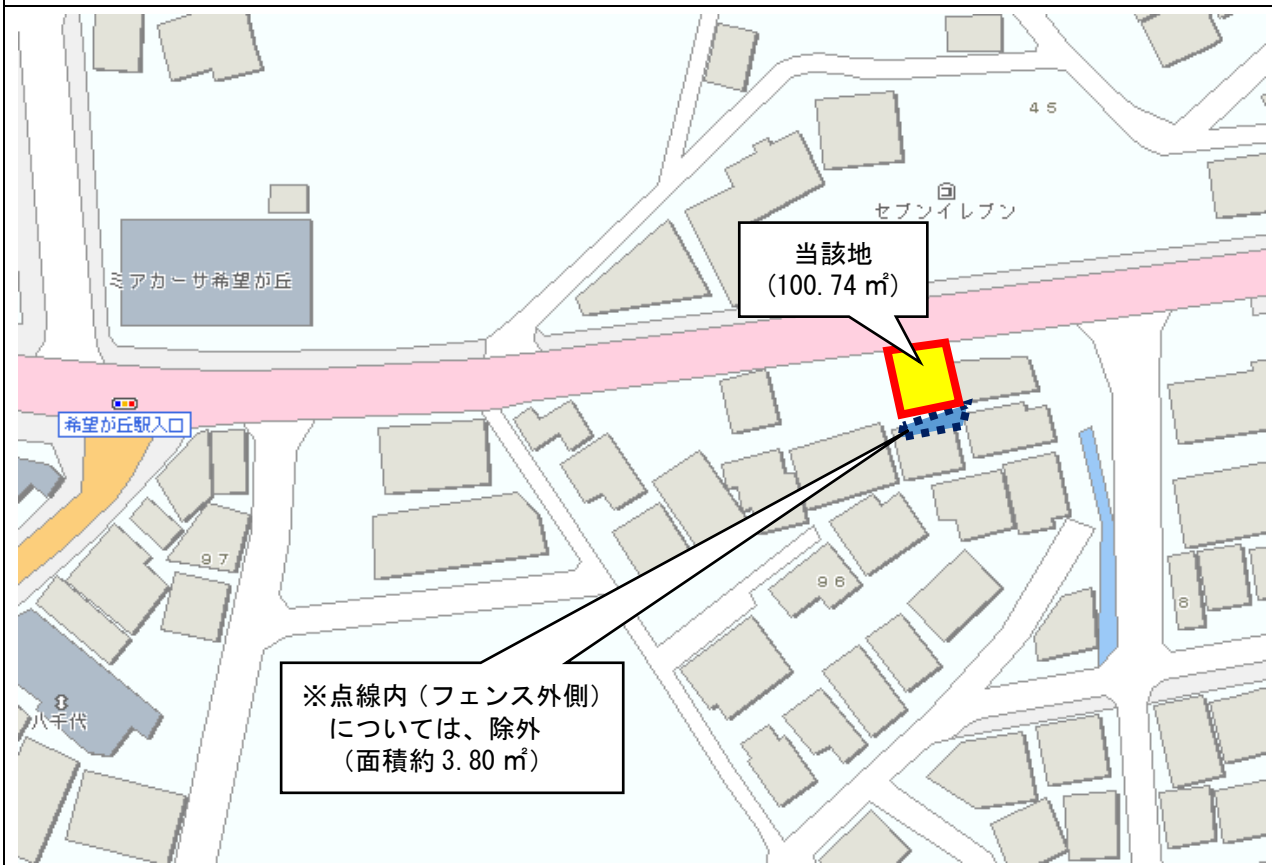 45
セブンイレブン
当該地
(100.74 ㎡)
ミアカーサ希望が丘
希望が丘駅入口
97
96
8
※点線内（フェンス外側）
については、除外
（面積約 3.80 ㎡）
八千代